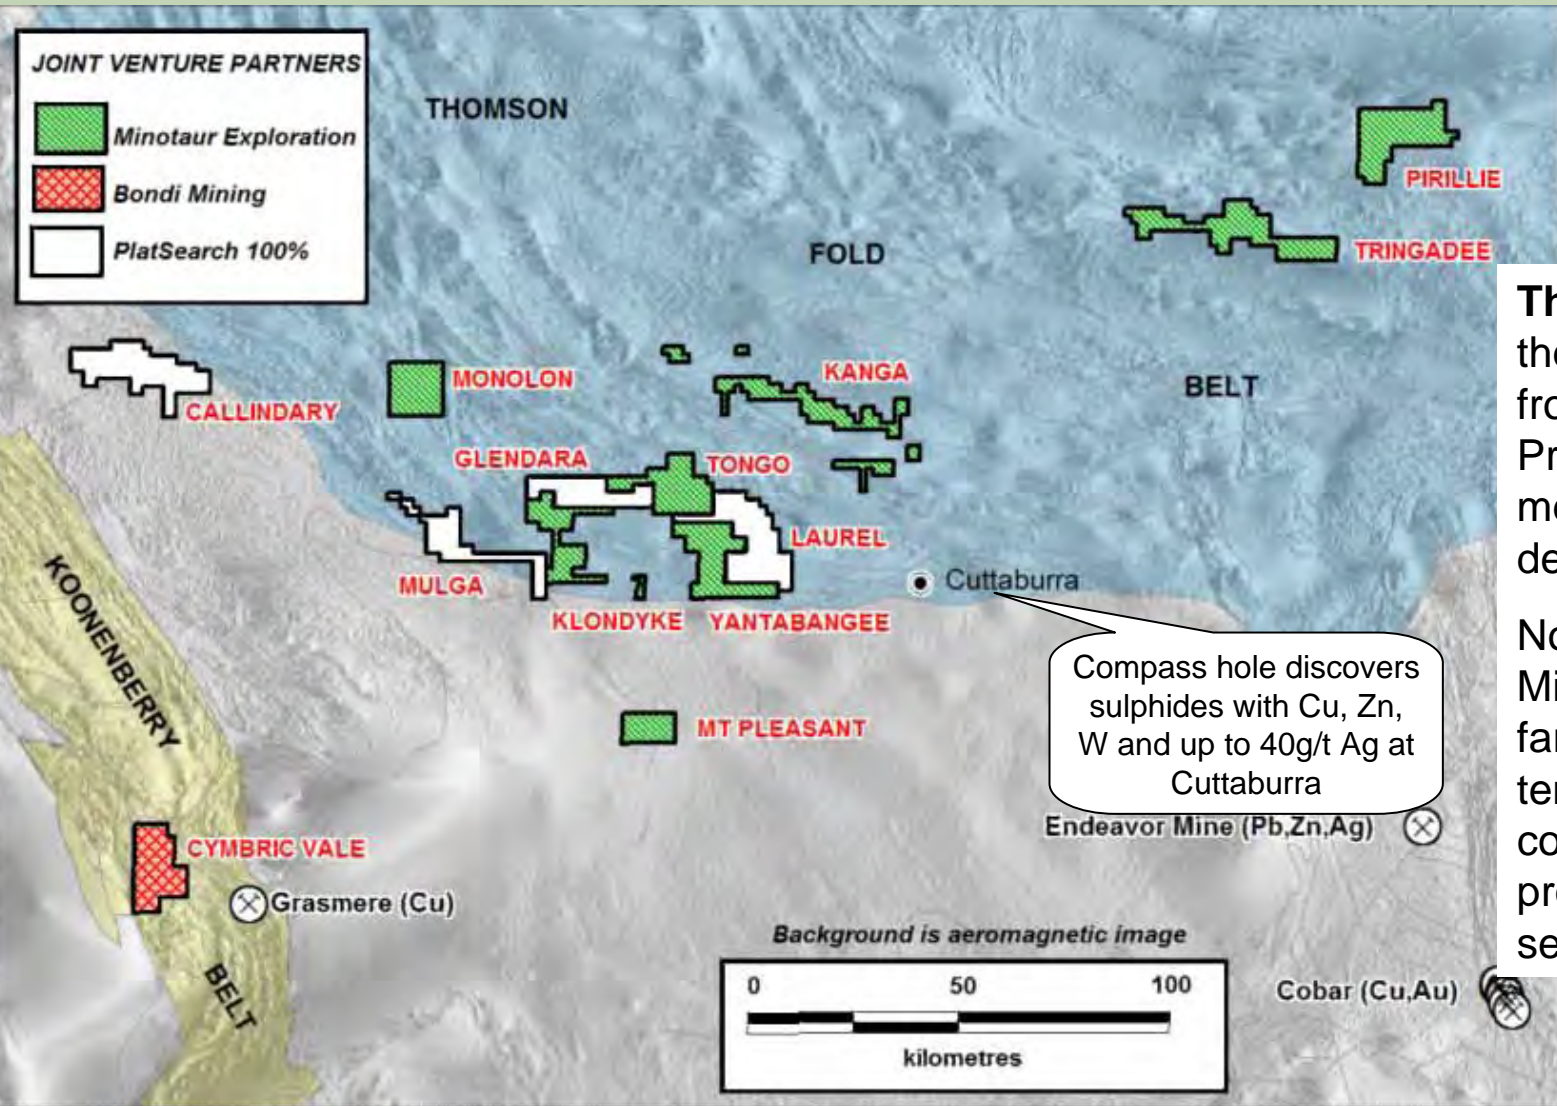 JOINT VENTURE PARTNERS
Minotaur Exploration
Bondi Mining
PlatSearch 100%
THOMSON
FOLD
BELT
PIRILLIE
TRINGADEE
CALLINDARY
MONOLON
KANGA
GLENDARA
TONGO
LAUREL
MULGA
KLONDYKE
YANTABANGEE
Cuttaburra
KOONENBERRY
BELT
MT PLEASANT
Compass hole discovers
sulphides with Cu, Zn,
W and up to 40g/t Ag at
Cuttaburra
Endeavor Mine (Pb,Zn,Ag)
CYMBRIC VALE
Grasmere (Cu)
Background is aeromagnetic image
0 50 100
kilometres
Cobar (Cu,Au)